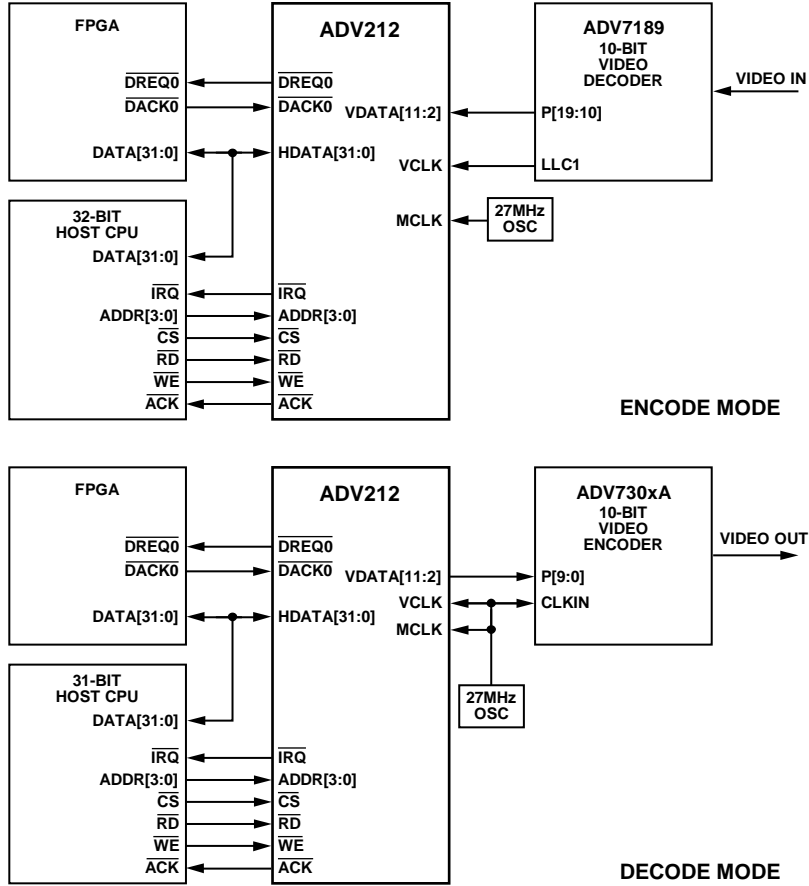 FPGA
DREQ0
DACK0
DATA[31:0]
32-BIT
HOST CPU
DATA[31:0]
IRQ
ADDR[3:0]
CS
RD
WE
ACK
ADV212
DREQ0
DACK0
HDATA[31:0]
IRQ
ADDR[3:0]
CS
RD
WE
ACK
VDATA[11:2]
VCLK
MCLK
ADV7189
10-BIT
VIDEO
DECODER
P[19:10]
LLC1
VIDEO IN
27MHz
OSC
ENCODE MODE
FPGA
DREQ0
DACK0
DATA[31:0]
31-BIT
HOST CPU
DATA[31:0]
IRQ
ADDR[3:0]
CS
RD
WE
ACK
ADV212
DREQ0
DACK0
HDATA[31:0]
IRQ
ADDR[3:0]
CS
RD
WE
ACK
VDATA[11:2]
VCLK
MCLK
ADV730xA
10-BIT
VIDEO
ENCODER
P[9:0]
CLKIN
VIDEO OUT
27MHz
OSC
DECODE MODE